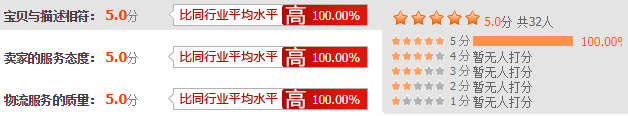 宝贝与描述相符: 5.0分 比同行业平均水平 高 100.00%
卖家的服务态度: 5.0分 比同行业平均水平 高 100.00%
物流服务的质量: 5.0分 比同行业平均水平 高 100.00%
5.0分 共32人
5 分 100.00%
4 分 暂无人打分
3 分 暂无人打分
2 分 暂无人打分
1 分 暂无人打分